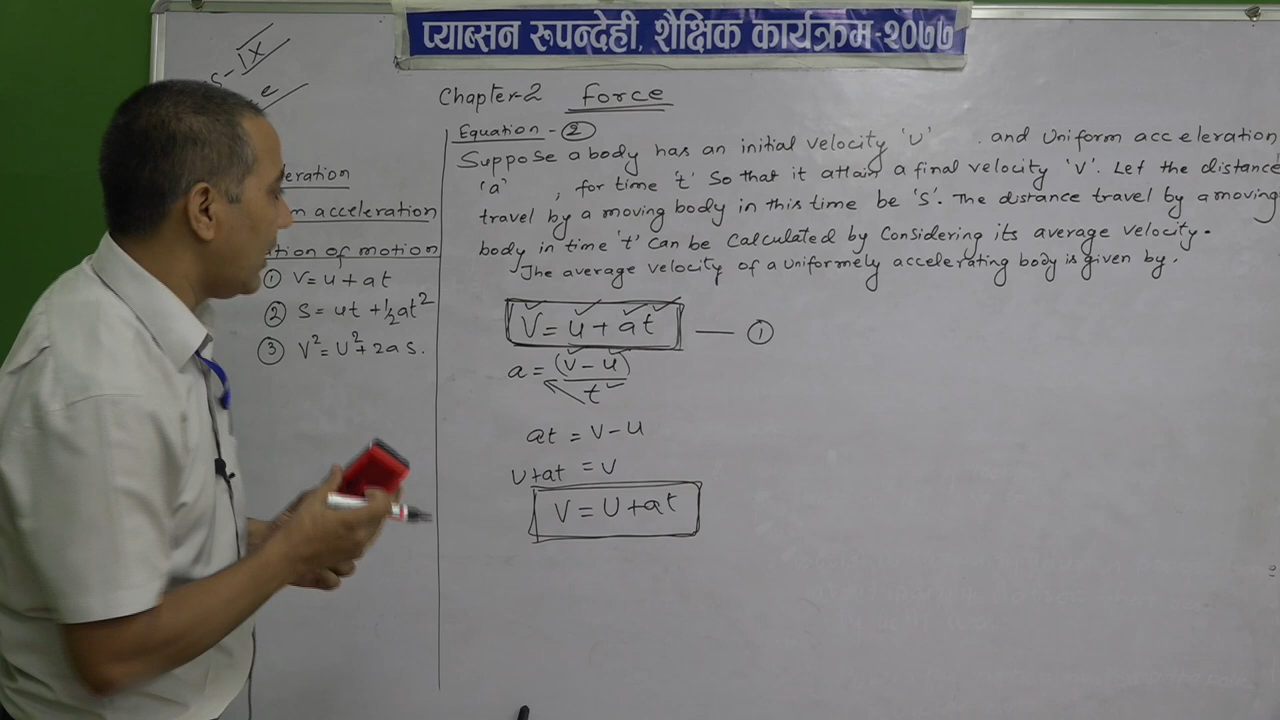 प्याब्सन रुपन्देही, शैक्षिक कार्यक्रम-२०७७
Chapter-2 Force
IX
e
leration
m acceleration
ation of motion
① V = u + at
② S = ut + ½at²
③ V² = U² + 2as.
Equation - ②
Suppose a body has an initial velocity 'U' . and Uniform acceleration
'a' , for time 't' So that it attain a final velocity 'V'. Let the distance
travel by a moving body in this time be 'S'. The distance travel by a moving
body in time 't' can be Calculated by Considering its average velocity.
The average velocity of a Uniformely accelerating body is given by.
V = u + at — ①
a = (v - u)/t
at = v - u
u + at = v
V = U + at